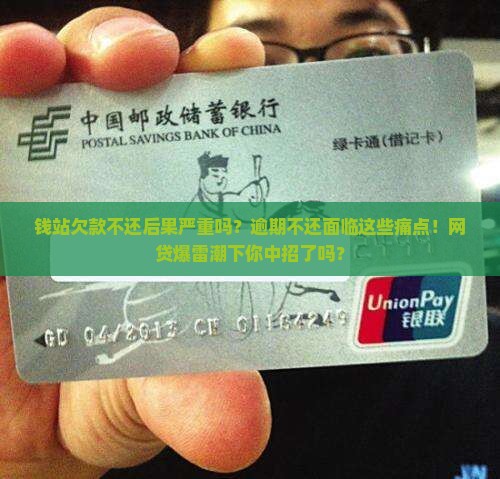 中国邮政储蓄银行
POSTAL SAVINGS BANK OF CHINA
绿卡通(借记卡)
钱站欠款不还后果严重吗？逾期不还面临这些痛点！网
贷爆雷潮下你中招了吗？
UnionPay
银联